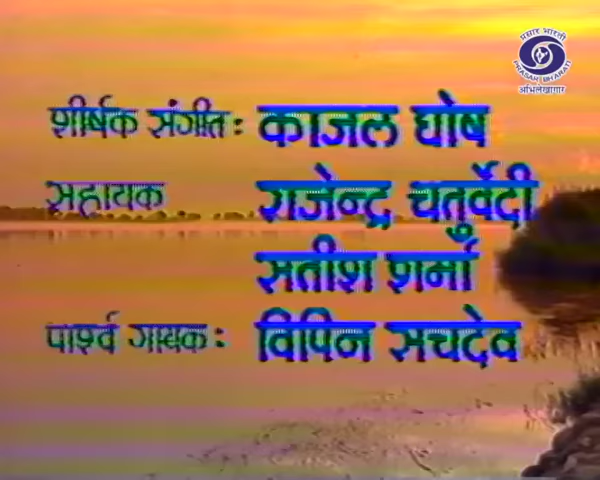 प्रसार भारती
PRASAR BHARATI
अभिलेखागार
शीर्षक संगीत: काजल घोष
सहायक राजेन्द्र चतुर्वेदी
सतीश शर्मा
पार्श्व गायक: विपिन सचदेव